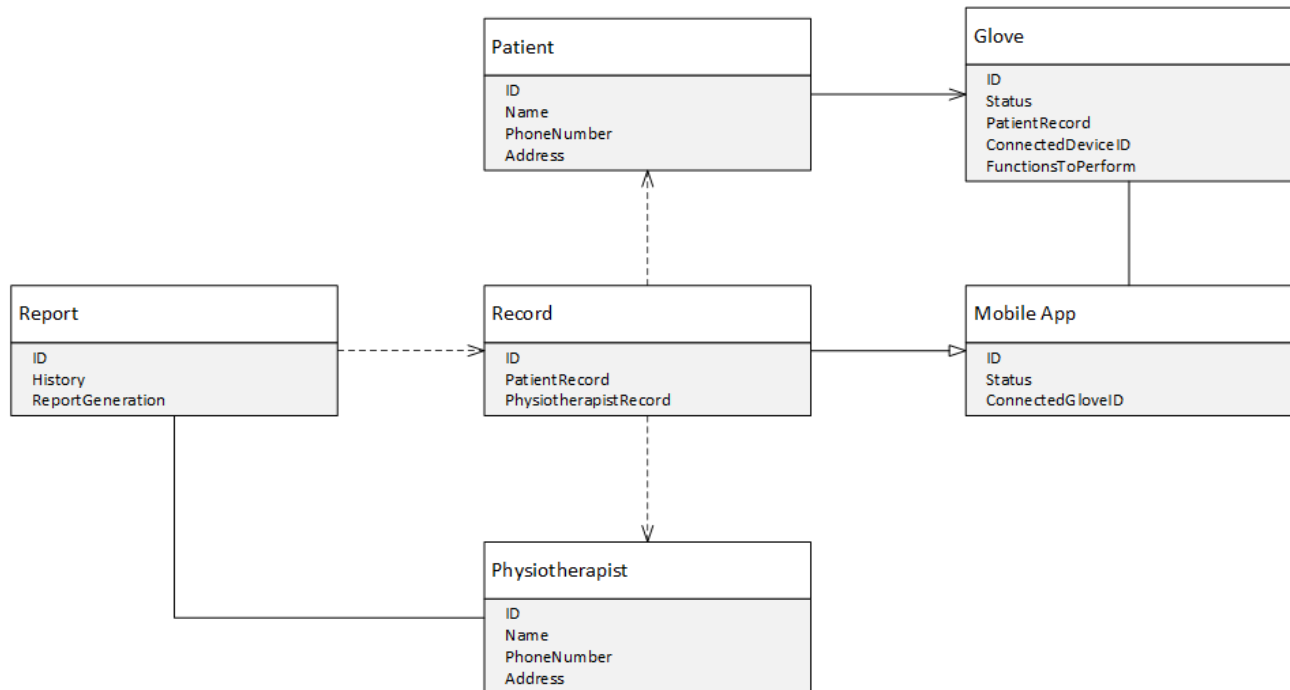 Patient
ID
Name
PhoneNumber
Address
Glove
ID
Status
PatientRecord
ConnectedDeviceID
FunctionsToPerform
Report
ID
History
ReportGeneration
Record
ID
PatientRecord
PhysiotherapistRecord
Mobile App
ID
Status
ConnectedGloveID
Physiotherapist
ID
Name
PhoneNumber
Address